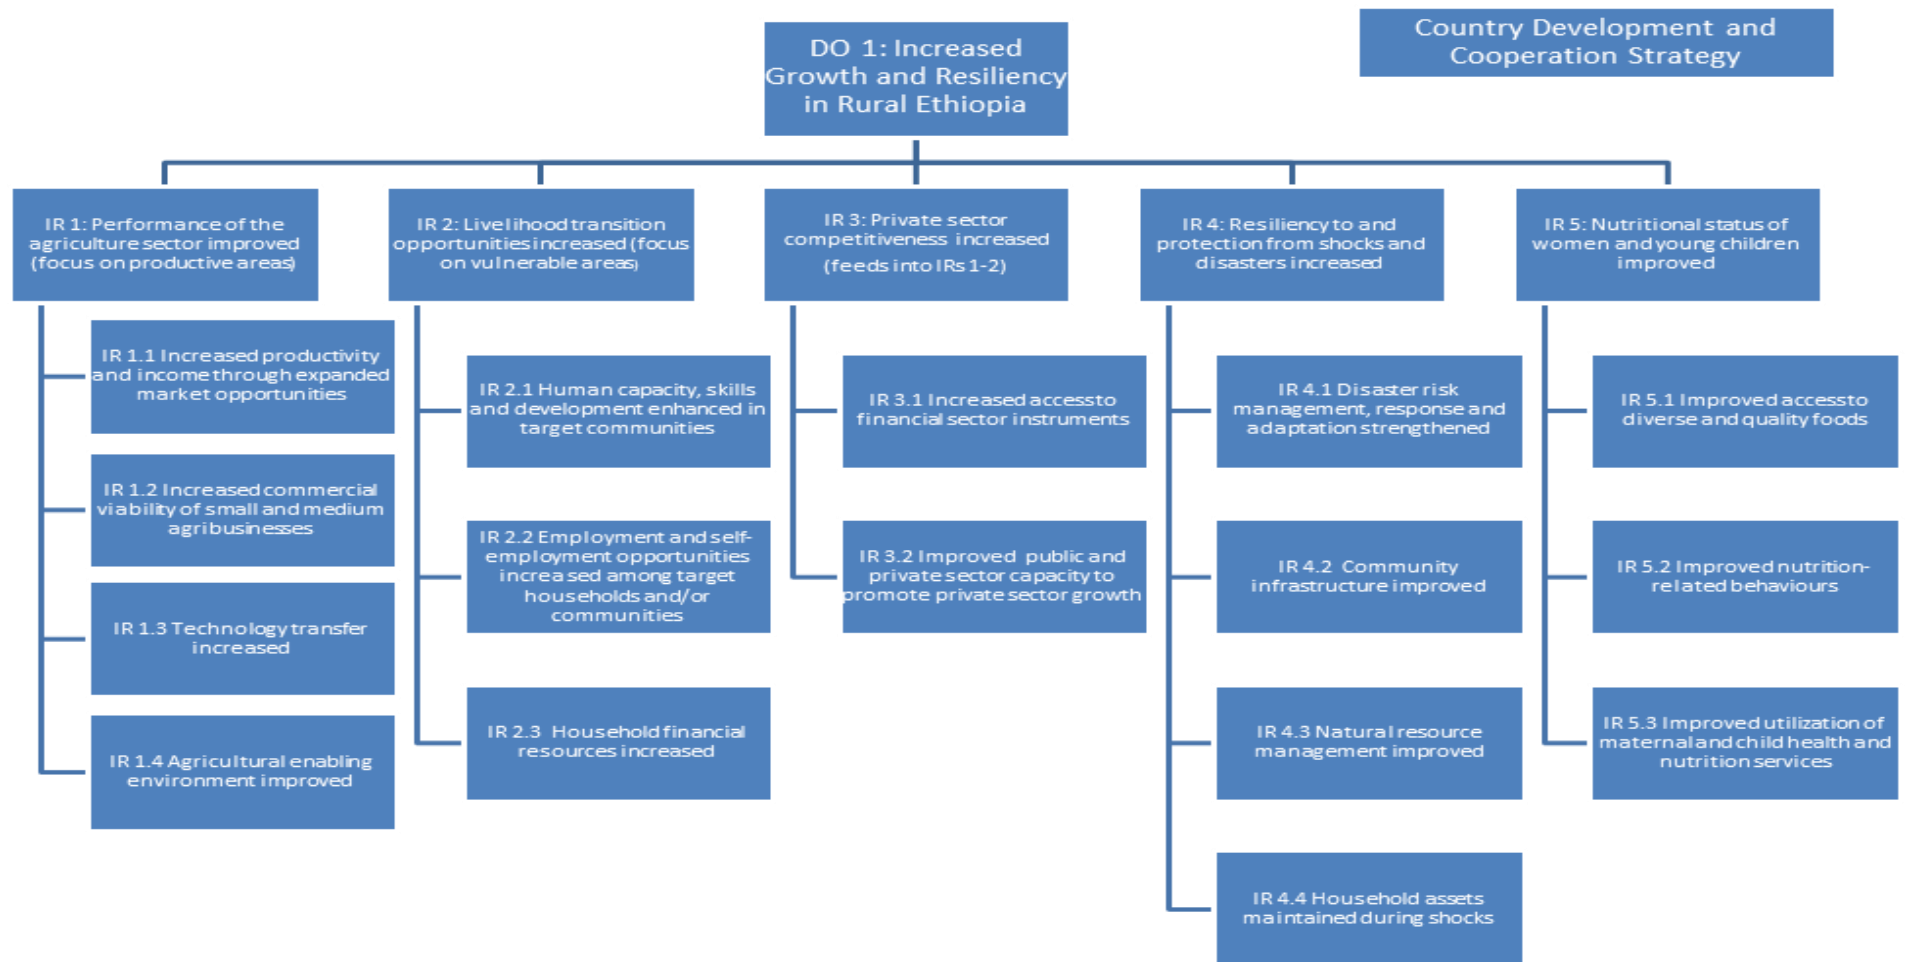 DO 1: Increased
Growth and Resiliency
in Rural Ethiopia
Country Development and
Cooperation Strategy
IR 1: Performance of the
agriculture sector improved
(focus on productive areas)
IR 1.1 Increased productivity
and income through expanded
market opportunities
IR 1.2 Increased commercial
viability of small and medium
agribusinesses
IR 1.3 Technology transfer
increased
IR 1.4 Agricultural enabling
environment improved
IR 2: Livelihood transition
opportunities increased (focus
on vulnerable areas)
IR 2.1 Human capacity, skills
and development enhanced in
target communities
IR 2.2 Employment and self-
employment opportunities
increased among target
households and/or
communities
IR 2.3 Household financial
resources increased
IR 3: Private sector
competitiveness increased
(feeds into IRs 1-2)
IR 3.1 Increased access to
financial sector instruments
IR 3.2 Improved public and
private sector capacity to
promote private sector growth
IR 4: Resiliency to and
protection from shocks and
disasters increased
IR 4.1 Disaster risk
management, response and
adaptation strengthened
IR 4.2 Community
infrastructure improved
IR 4.3 Natural resource
management improved
IR 4.4 Household assets
maintained during shocks
IR 5: Nutritional status of
women and young children
improved
IR 5.1 Improved access to
diverse and quality foods
IR 5.2 Improved nutrition-
related behaviours
IR 5.3 Improved utilization of
maternal and child health and
nutrition services